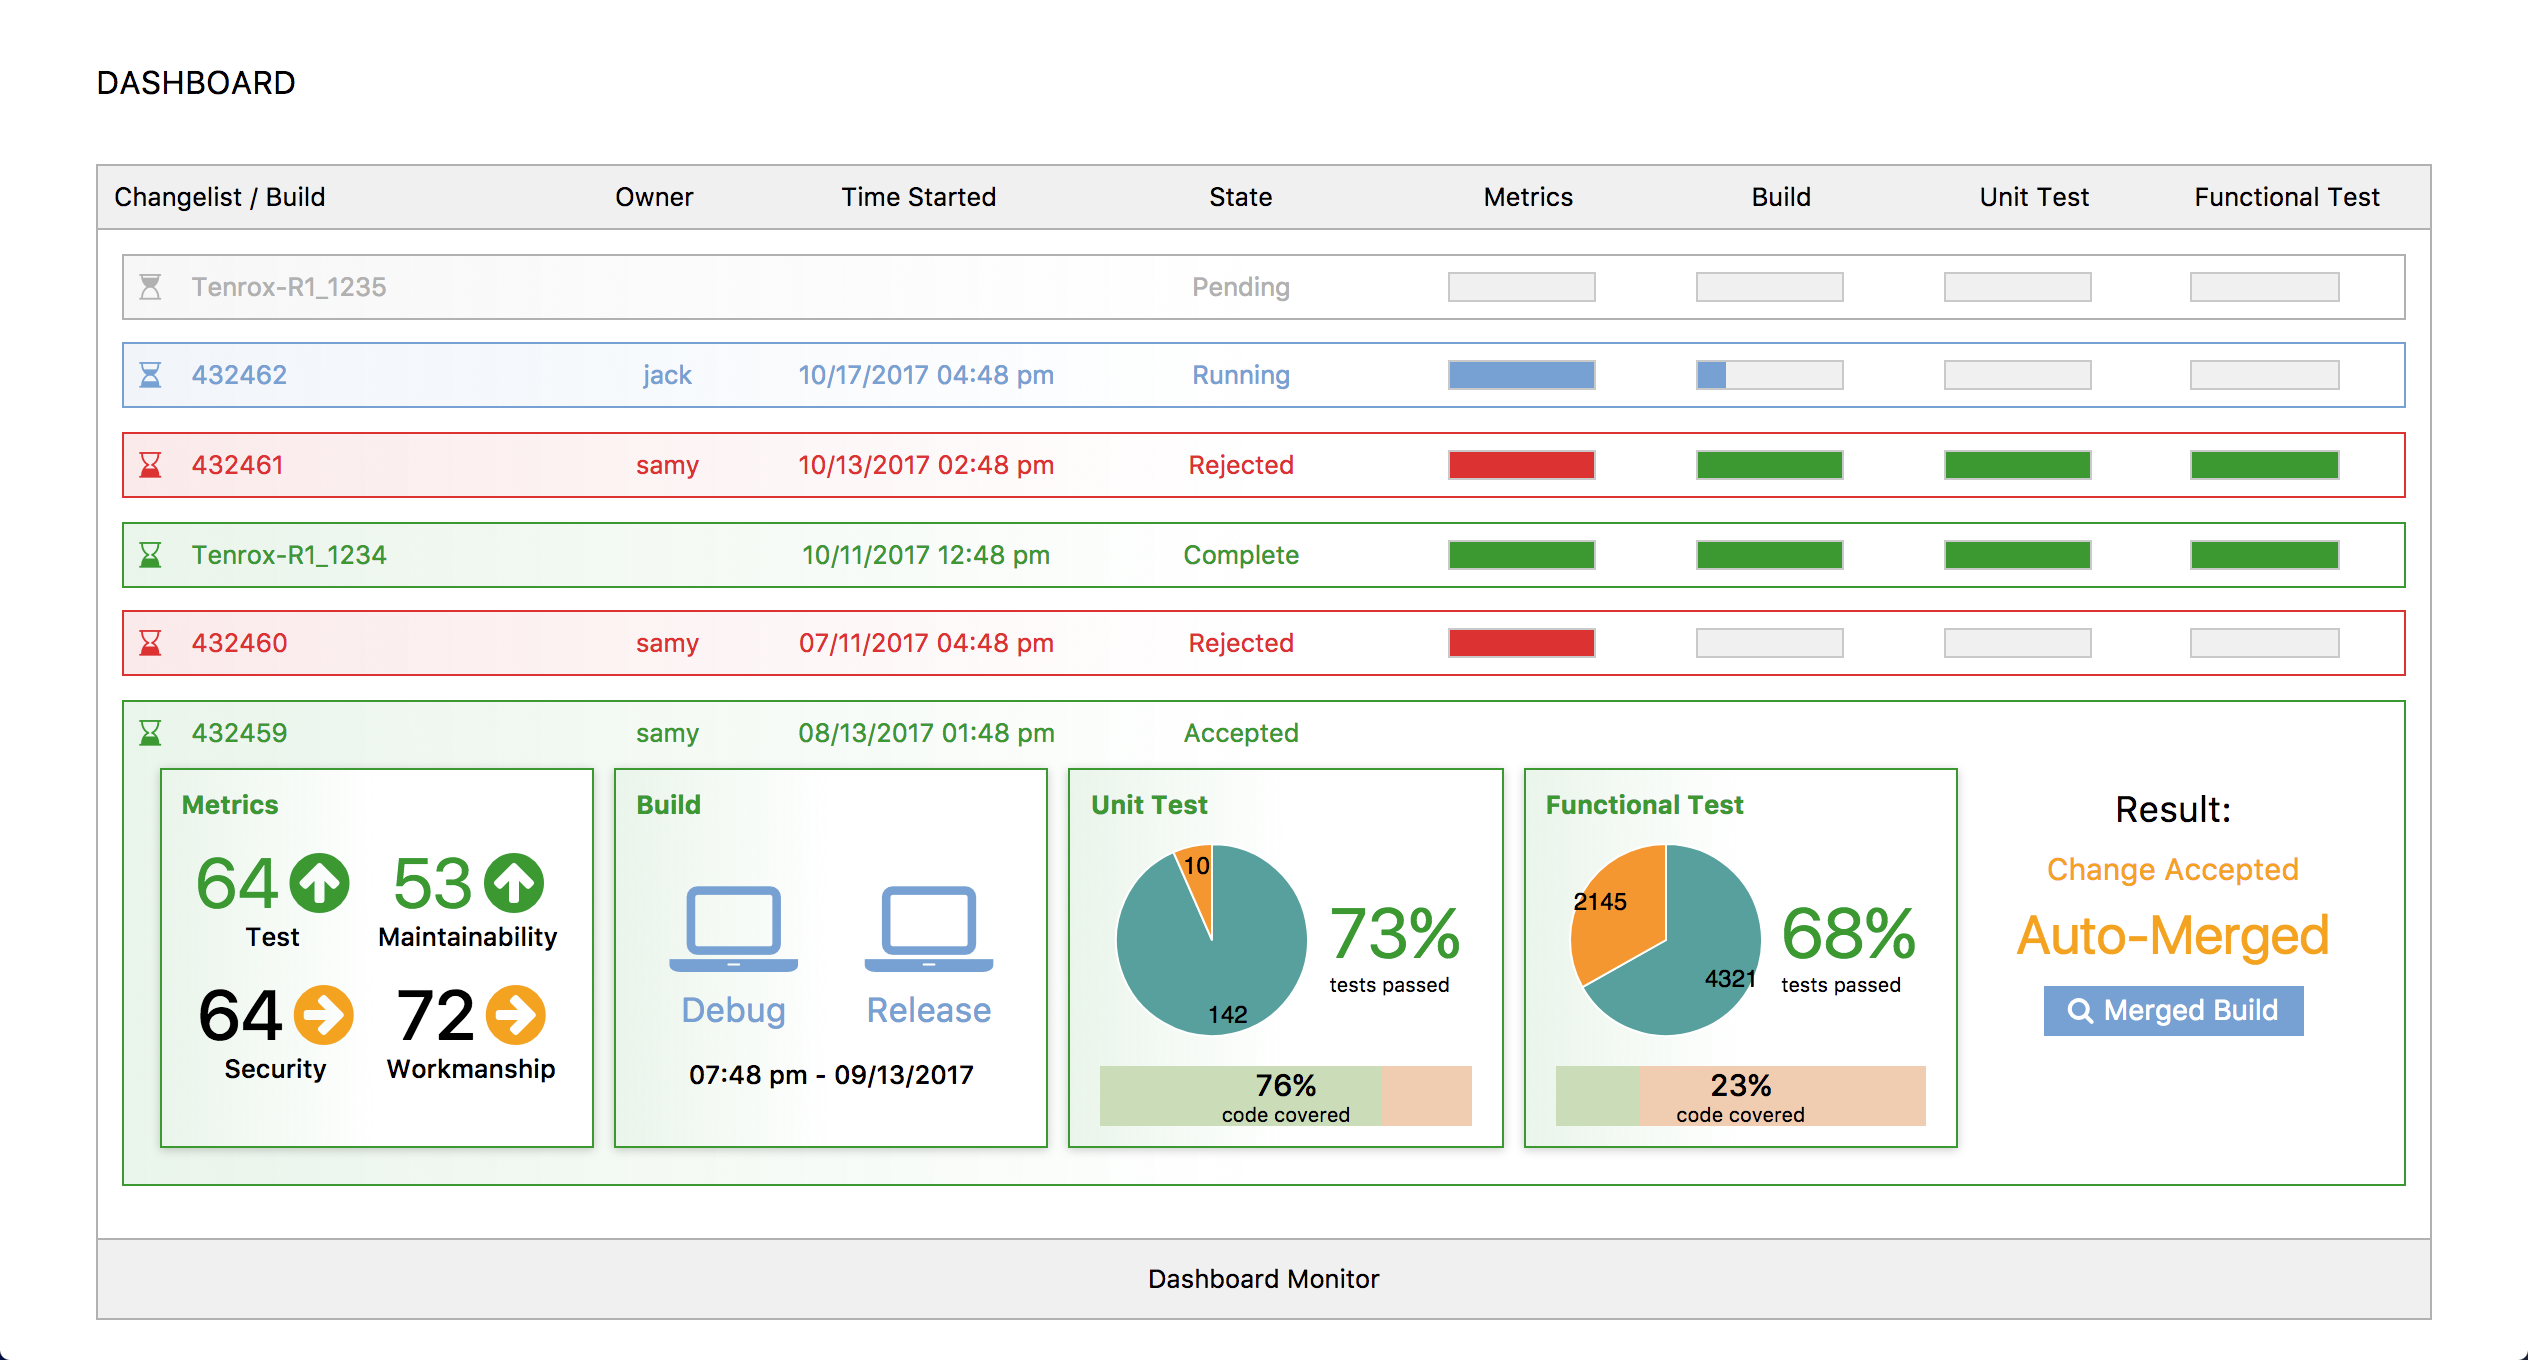 DASHBOARD
Changelist / Build Owner Time Started State Metrics Build Unit Test Functional Test
Tenrox-R1_1235 Pending
432462 jack 10/17/2017 04:48 pm Running
432461 samy 10/13/2017 02:48 pm Rejected
Tenrox-R1_1234 10/11/2017 12:48 pm Complete
432460 samy 07/11/2017 04:48 pm Rejected
432459 samy 08/13/2017 01:48 pm Accepted
Metrics
64 53
Test Maintainability
64 72
Security Workmanship
Build
Debug Release
07:48 pm - 09/13/2017
Unit Test
10
142
73%
tests passed
76%
code covered
Functional Test
2145
4321
68%
tests passed
23%
code covered
Result:
Change Accepted
Auto-Merged
Merged Build
Dashboard Monitor